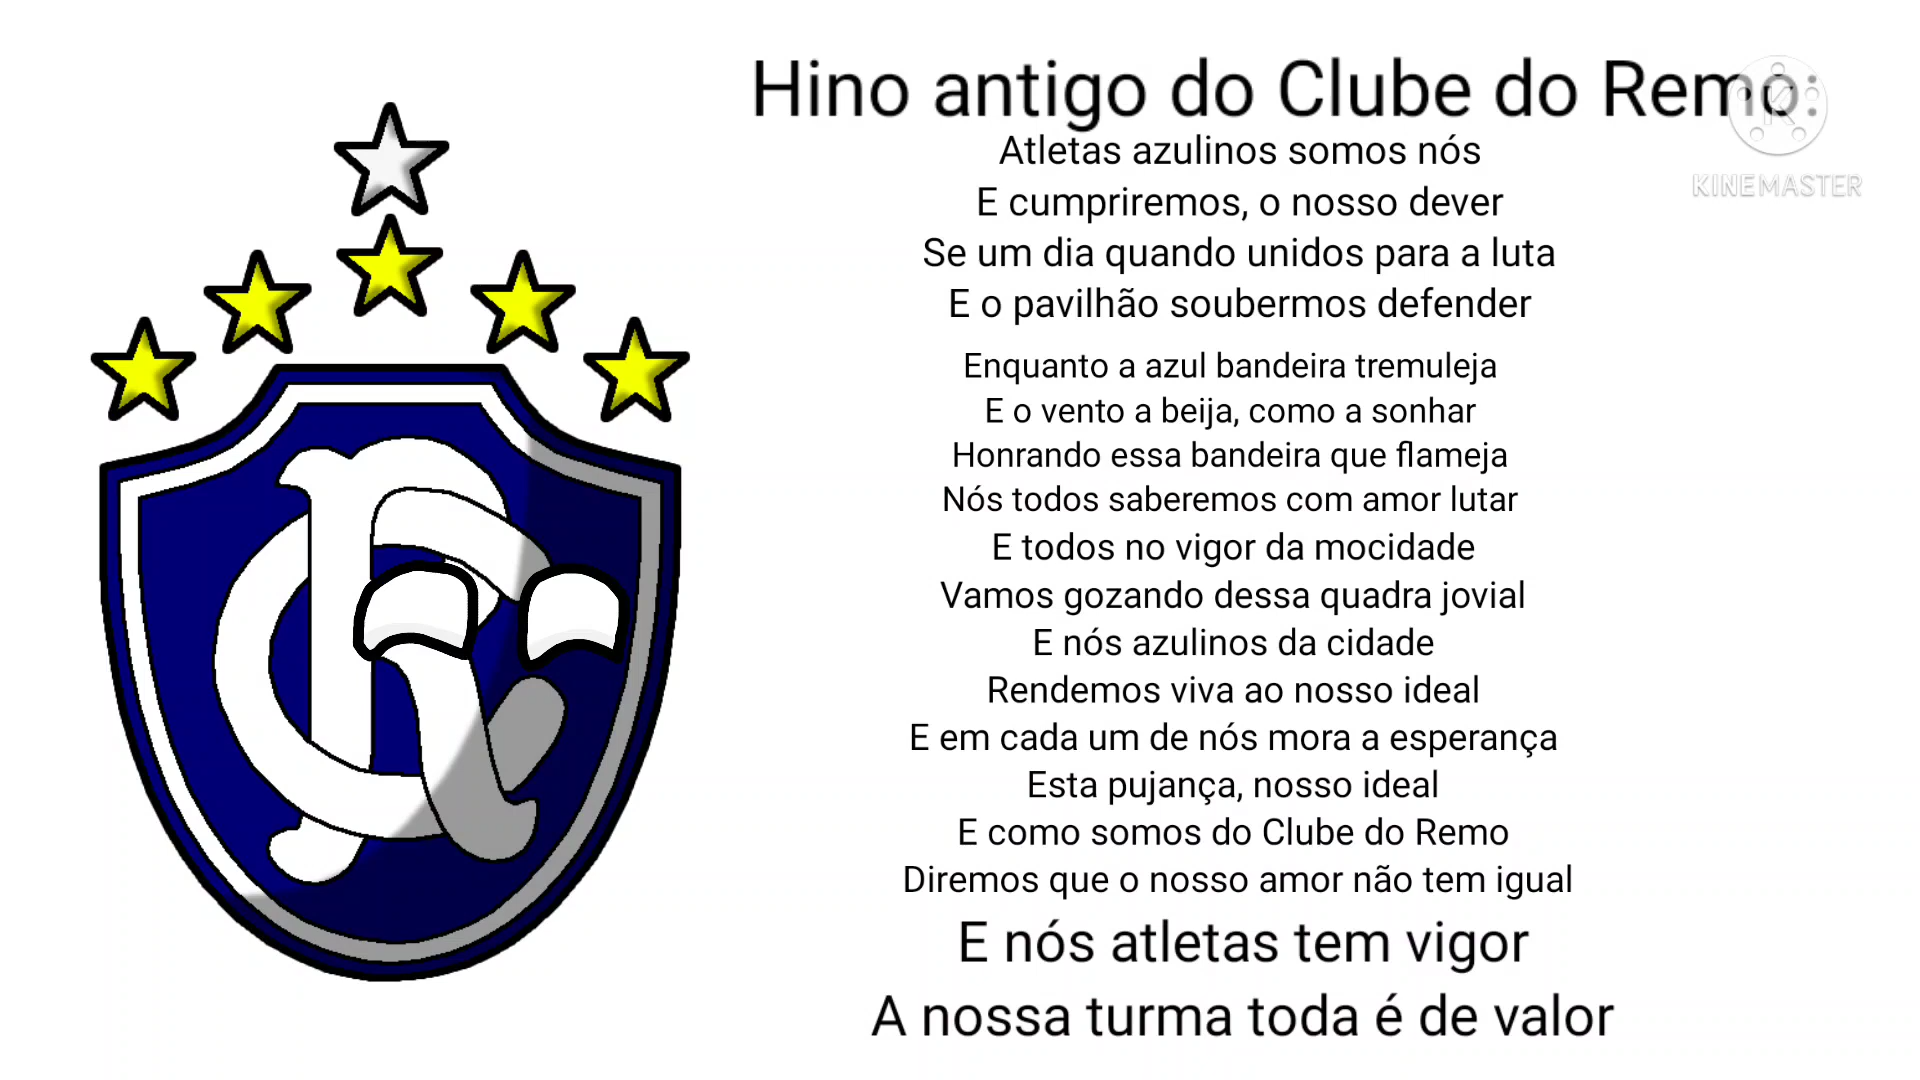 Hino antigo do Clube do Remo:
KINEMASTER
Atletas azulinos somos nós
E cumpriremos, o nosso dever
Se um dia quando unidos para a luta
E o pavilhão soubermos defender
Enquanto a azul bandeira tremuleja
E o vento a beija, como a sonhar
Honrando essa bandeira que flameja
Nós todos saberemos com amor lutar
E todos no vigor da mocidade
Vamos gozando dessa quadra jovial
E nós azulinos da cidade
Rendemos viva ao nosso ideal
E em cada um de nós mora a esperança
Esta pujança, nosso ideal
E como somos do Clube do Remo
Diremos que o nosso amor não tem igual
E nós atletas tem vigor
A nossa turma toda é de valor